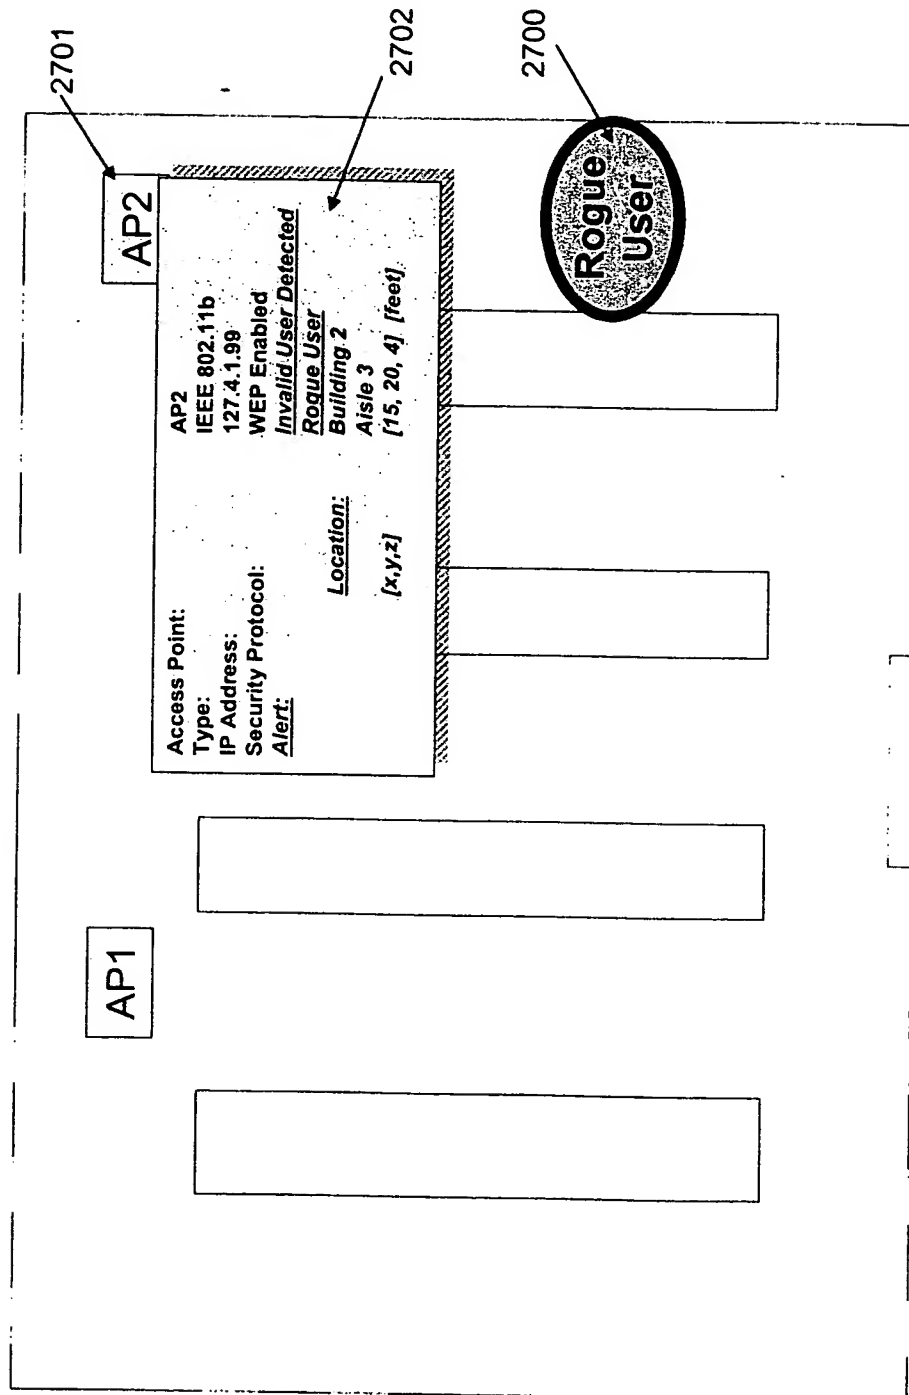 2701
AP2
2702
2700
AP1
Access Point: AP2
Type: IEEE 802.11b
IP Address: 127.4.1.99
Security Protocol: WEP Enabled
Alert: Invalid User Detected
Rogue User
Location: Building 2
Aisle 3
[x,y,z] [15, 20, 4] [feet]
Rogue
User